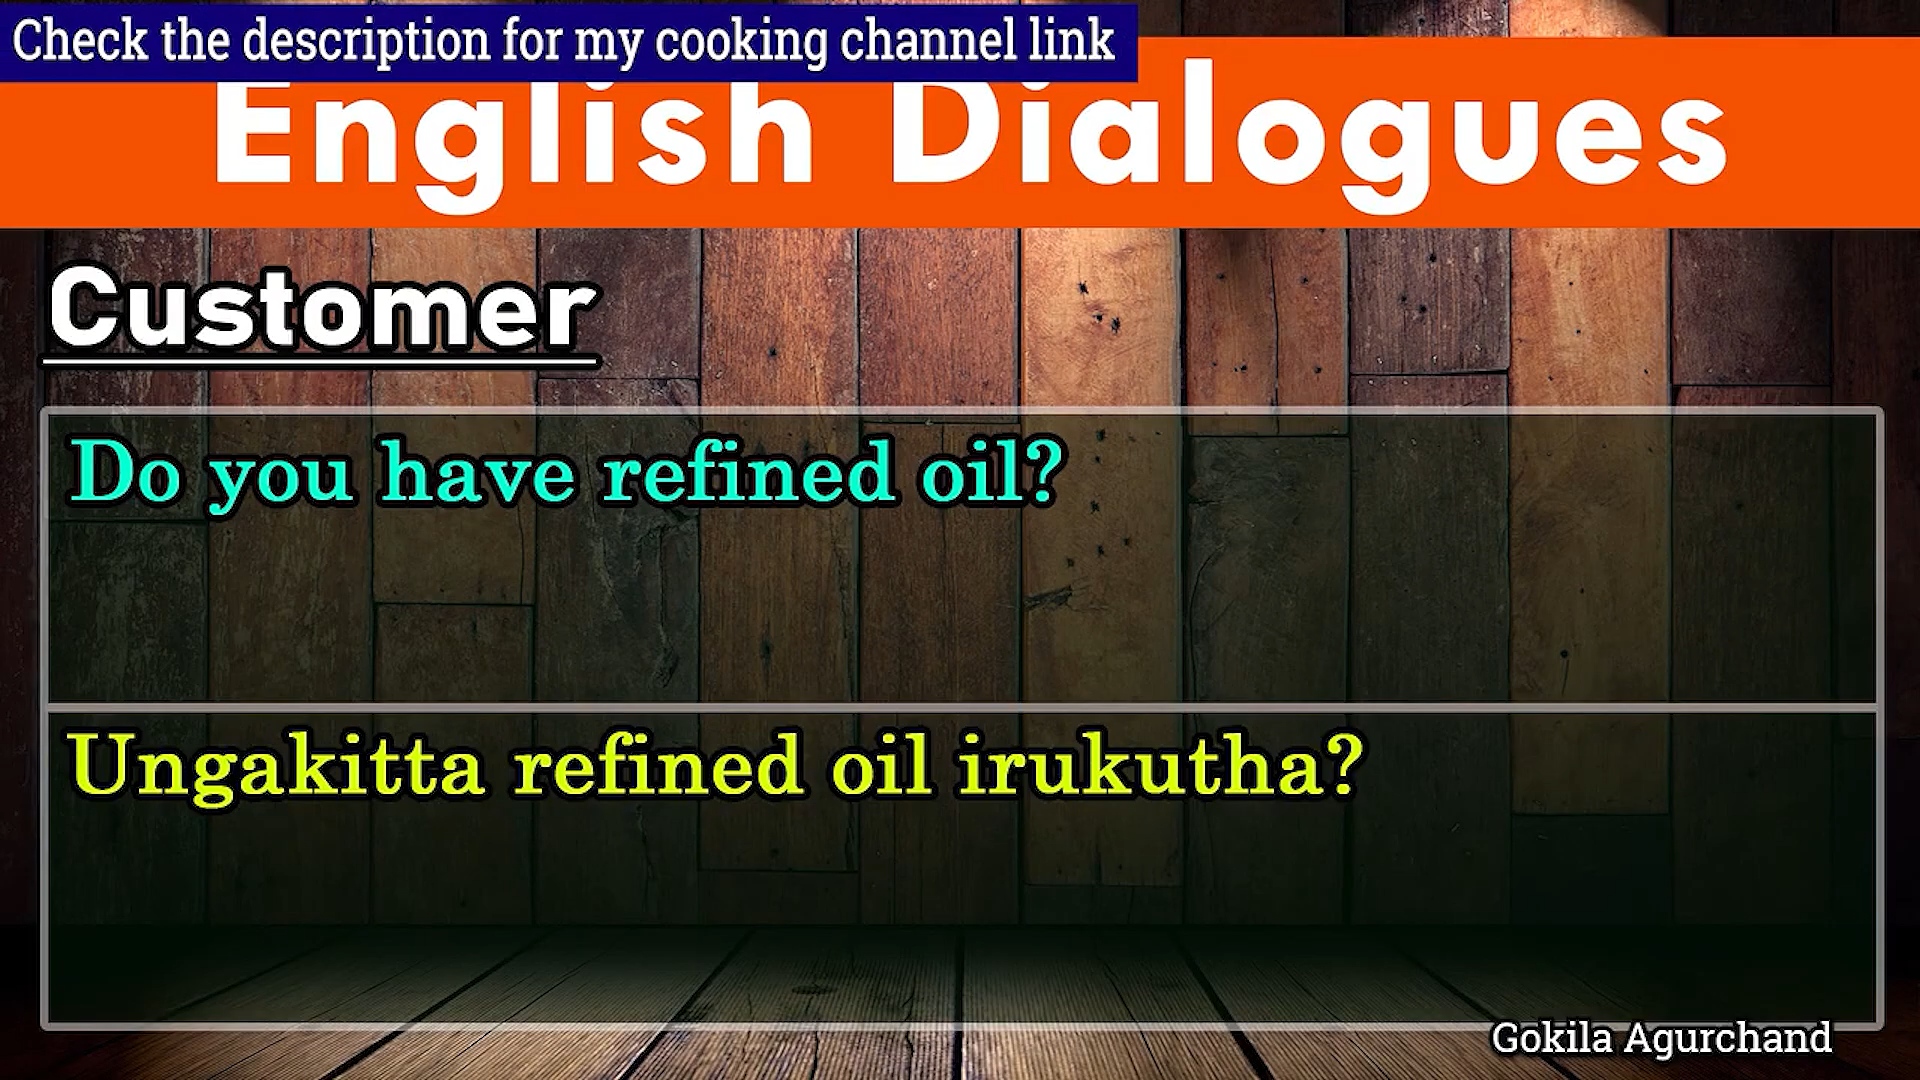 Check the description for my cooking channel link
English Dialogues
Customer
Do you have refined oil?
Ungakitta refined oil irukutha?
Gokila Agurchand